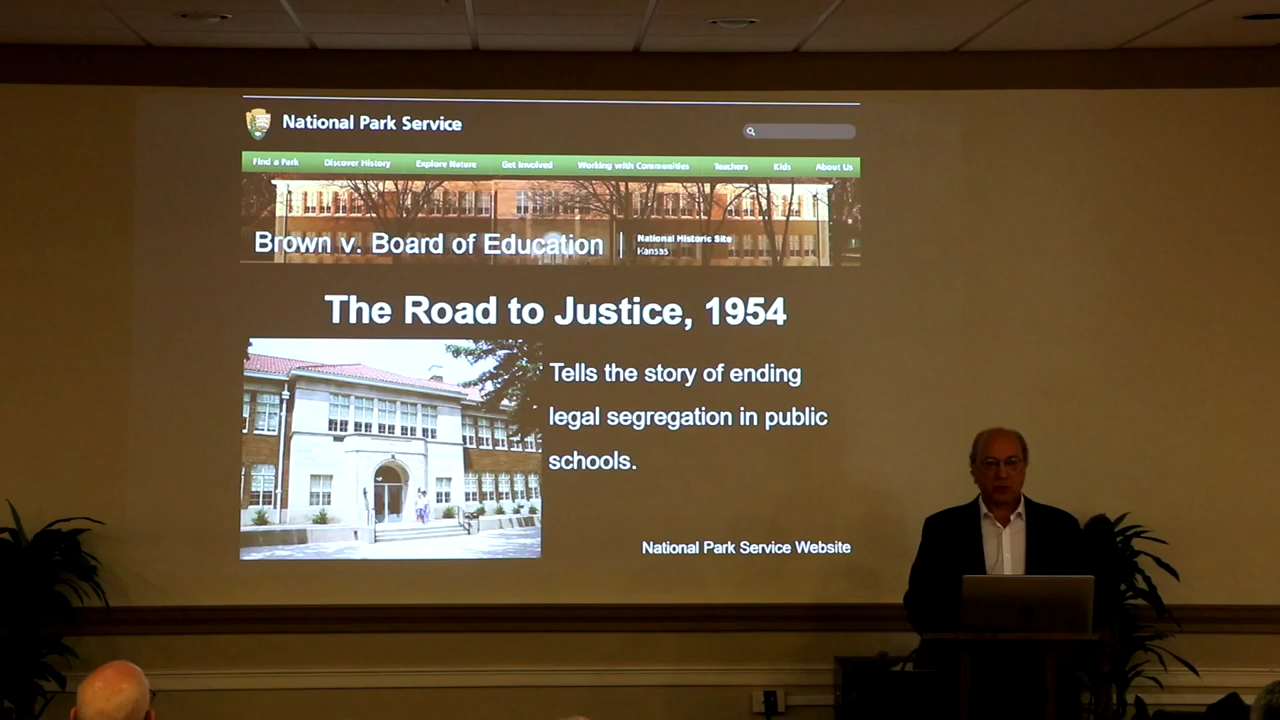 National Park Service
Find a Park Discover History Explore Nature Get Involved Working with Communities Teachers Kids About Us
Brown v. Board of Education
National Historic Site
Kansas
The Road to Justice, 1954
Tells the story of ending
legal segregation in public
schools.
National Park Service Website